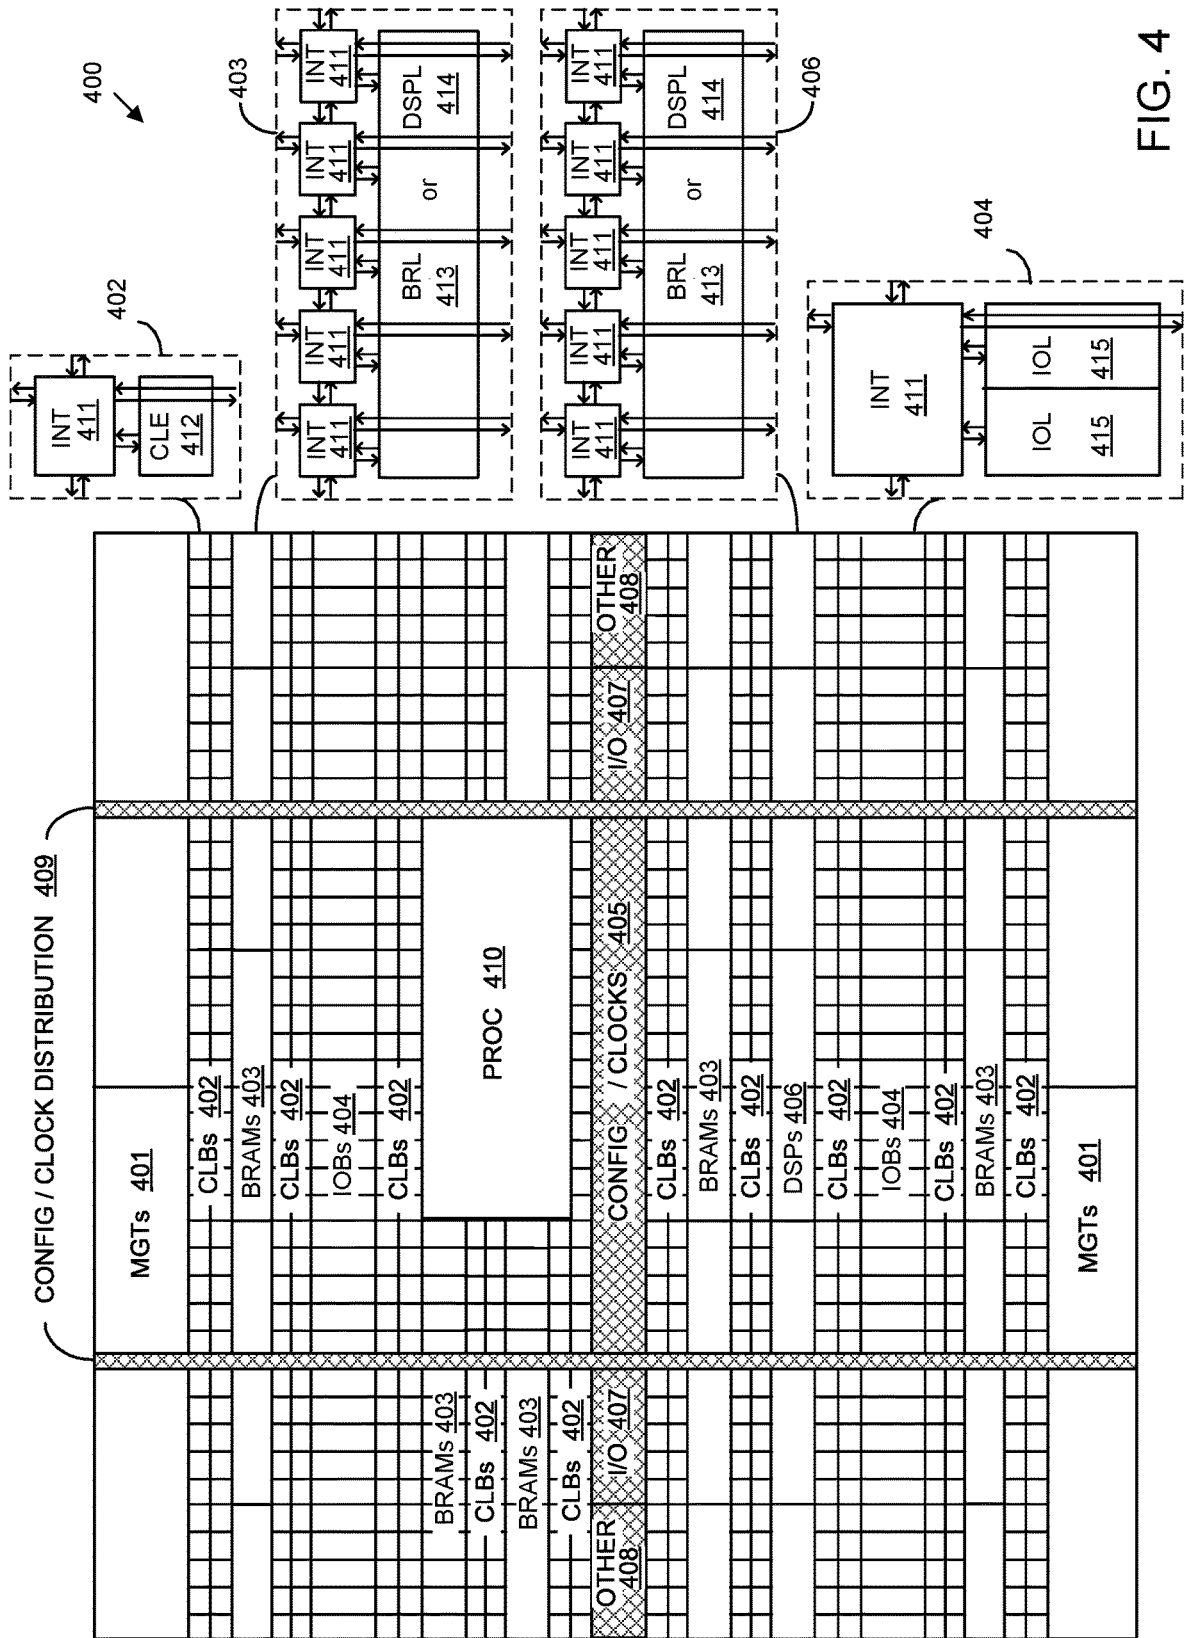 400
CONFIG / CLOCK DISTRIBUTION 409
MGTs 401
CLBs 402
BRAMs 403
CLBs 402
IOBs 404
CLBs 402
BRAMs 403
CLBs 402
BRAMs 403
CLBs 402
PROC 410
OTHER
408
I/O 407
CONFIG / CLOCKS 405
I/O 407
OTHER
408
CLBs 402
BRAMs 403
CLBs 402
DSPs 406
CLBs 402
IOBs 404
CLBs 402
BRAMs 403
CLBs 402
MGTs 401
402
INT
411
CLE
412
403
INT
411
INT
411
INT
411
INT
411
INT
411
BRL
413
or
DSPL
414
INT
411
INT
411
INT
411
INT
411
INT
411
BRL
413
or
DSPL
414
406
404
INT
411
IOL
415
IOL
415
FIG. 4